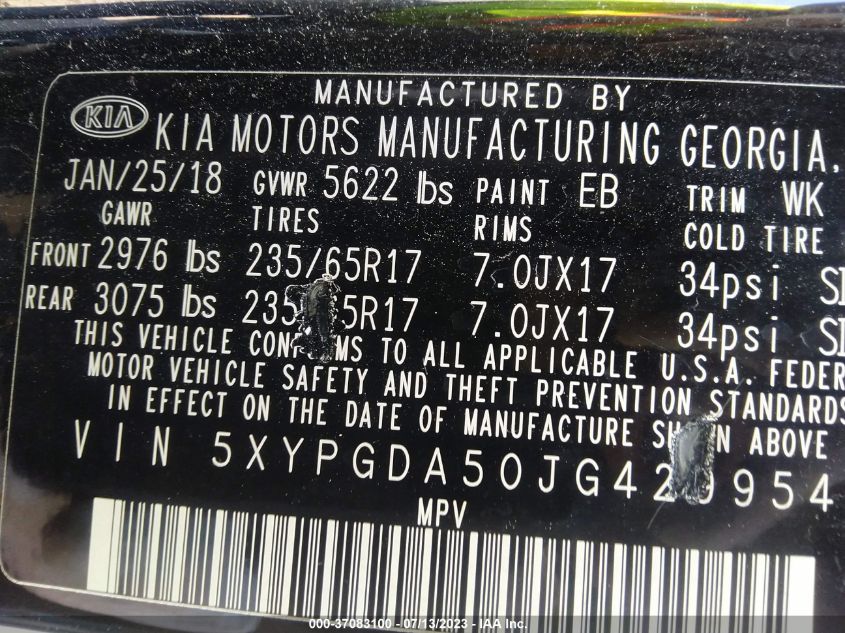 MANUFACTURED BY
KIA KIA MOTORS MANUFACTURING GEORGIA,
JAN/25/18 GVWR 5622 lbs PAINT EB TRIM WK
GAWR TIRES RIMS COLD TIRE
FRONT 2976 lbs 235/65R17 7.0JX17 34psi
REAR 3075 lbs 7.0JX17 34psi
THIS VEHICLE TO ALL APPLICABLE U.S.A. FEDER
MOTOR VEHICLE SAFETY AND THEFT PREVENTION STANDARDS
IN EFFECT ON THE DATE OF MANUFACTURE ABOVE
VIN
MPV
000-37083100 - 07/13/2023 - IAA Inc.